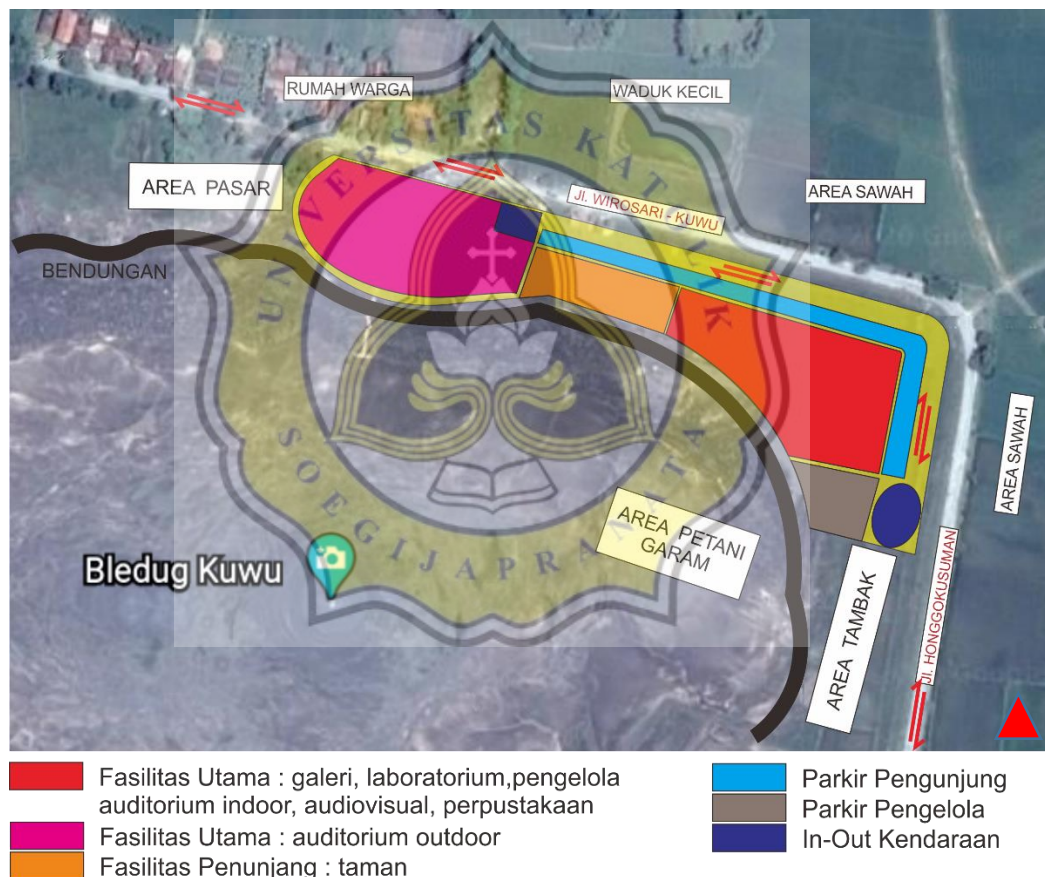 RUMAH WARGA
WADUK KECIL
AREA PASAR
AREA SAWAH
Jl. WIROSARI - KUWU
BENDUNGAN
UNIVERSITAS KATOLIK
SOEGIJAPRANATA
AREA SAWAH
AREA PETANI
GARAM
Bledug Kuwu
AREA TAMBAK
JL. HONGGOKUSUMAN
Fasilitas Utama : galeri, laboratorium,pengelola
auditorium indoor, audiovisual, perpustakaan
Fasilitas Utama : auditorium outdoor
Fasilitas Penunjang : taman
Parkir Pengunjung
Parkir Pengelola
In-Out Kendaraan